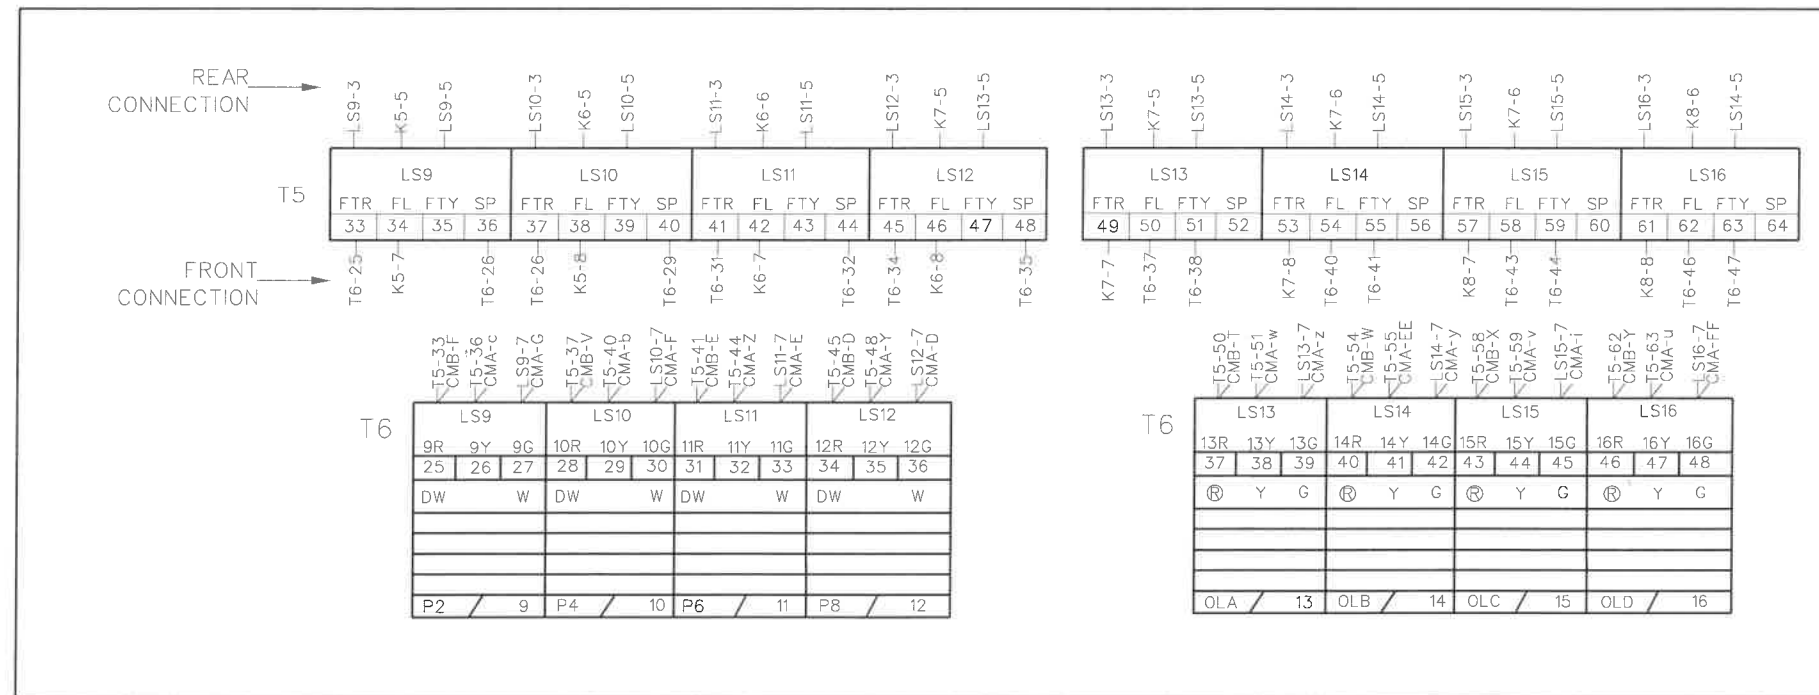 REAR
CONNECTION
LS9-3 K5-5 LS9-5 LS10-3 K6-5 LS10-5 LS11-3 K6-6 LS11-5 LS12-3 K7-5 LS13-5 LS13-3 K7-5 LS13-5 LS14-3 K7-6 LS14-5 LS15-3 K7-6 LS15-5 LS16-3 K8-6 LS14-5
T5
LS9 LS10 LS11 LS12 LS13 LS14 LS15 LS16
FTR FL FTY SP FTR FL FTY SP FTR FL FTY SP FTR FL FTY SP FTR FL FTY SP FTR FL FTY SP FTR FL FTY SP FTR FL FTY SP
33 34 35 36 37 38 39 40 41 42 43 44 45 46 47 48 49 50 51 52 53 54 55 56 57 58 59 60 61 62 63 64
FRONT
CONNECTION
T6-25 K5-7 T6-26 T6-26 K5-8 T6-29 T6-31 K6-7 T6-32 T6-34 K6-8 T6-35 K7-7 T6-37 T6-38 K7-8 T6-40 T6-41 K8-7 T6-43 T6-44 K8-8 T6-46 T6-47
T5-33 T5-36 LS9-7 T5-37 T5-40 LS10-7 T5-41 T5-44 LS11-7 T5-45 T5-48 LS12-7 T5-50 T5-51 LS13-7 T5-54 T5-55 LS14-7 T5-58 T5-59 LS15-7 T5-62 T5-63 LS16-7
CMB-F CMA-c CMA-G CMB-V CMA-b CMA-F CMB-E CMA-Z CMA-E CMB-D CMA-Y CMA-D CMB-T CMA-w CMA-z CMB-W CMA-EE CMA-y CMB-X CMA-v CMA-i CMB-Y CMA-u CMA-FF
T6
LS9 LS10 LS11 LS12
9R 9Y 9G 10R 10Y 10G 11R 11Y 11G 12R 12Y 12G
25 26 27 28 29 30 31 32 33 34 35 36
DW W DW W DW W DW W
P2 / 9 P4 / 10 P6 / 11 P8 / 12
T6
LS13 LS14 LS15 LS16
13R 13Y 13G 14R 14Y 14G 15R 15Y 15G 16R 16Y 16G
37 38 39 40 41 42 43 44 45 46 47 48
Ⓡ Y G Ⓡ Y G Ⓡ Y G Ⓡ Y G
OLA / 13 OLB / 14 OLC / 15 OLD / 16